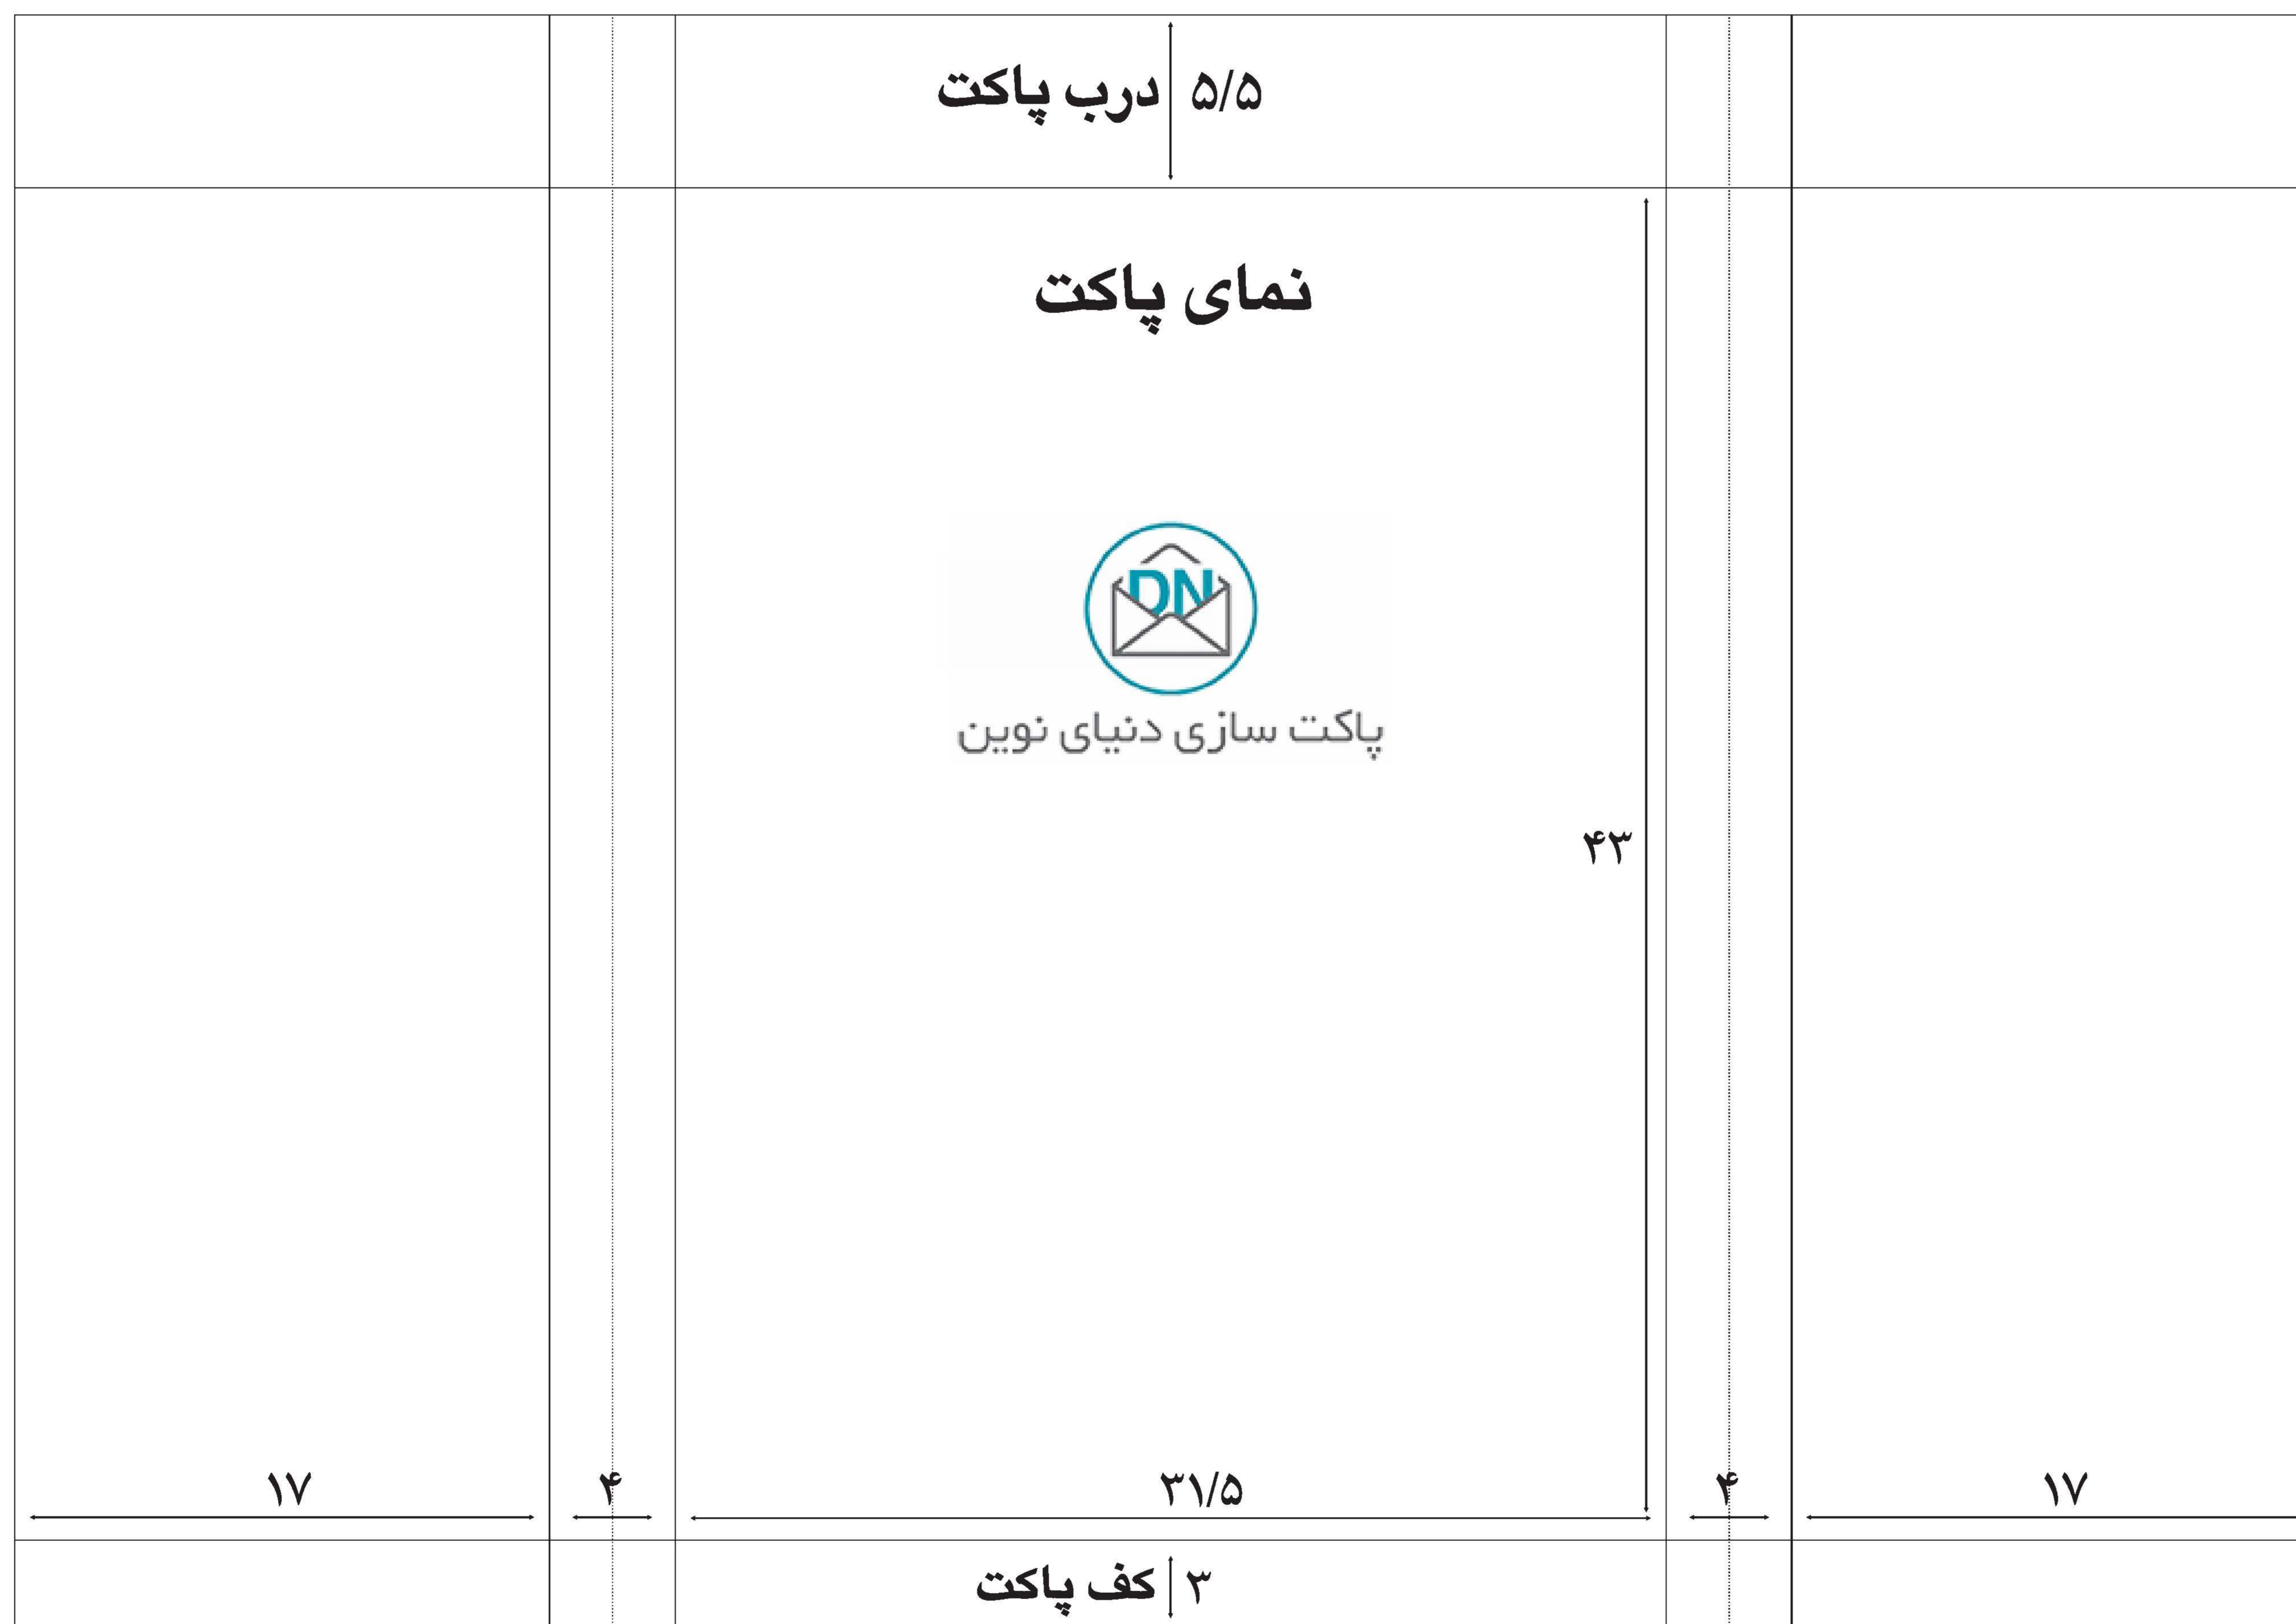 درب پاکت ۵/۵
نمای پاکت
DN
پاکت سازی دنیای نوین
۴۳
۱۷
۴
۳۱/۵
۴
۱۷
کف پاکت ۳